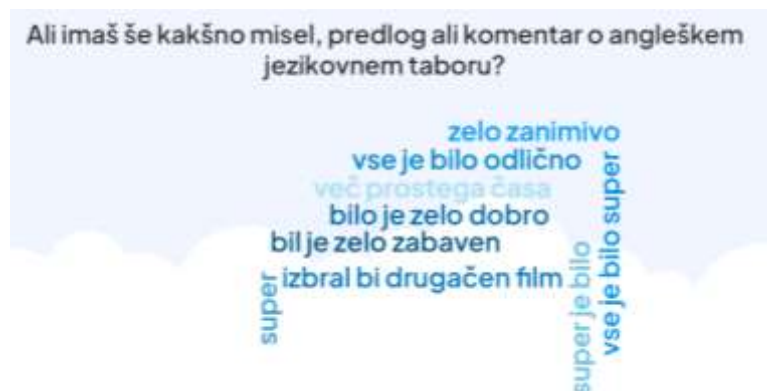 Ali imaš še kakšno misel, predlog ali komentar o angleškem
jezikovnem taboru?
zelo zanimivo
vse je bilo odlično
več prostega časa
bilo je zelo dobro
bil je zelo zabaven
izbral bi drugačen film
super
super je bilo
vse je bilo super